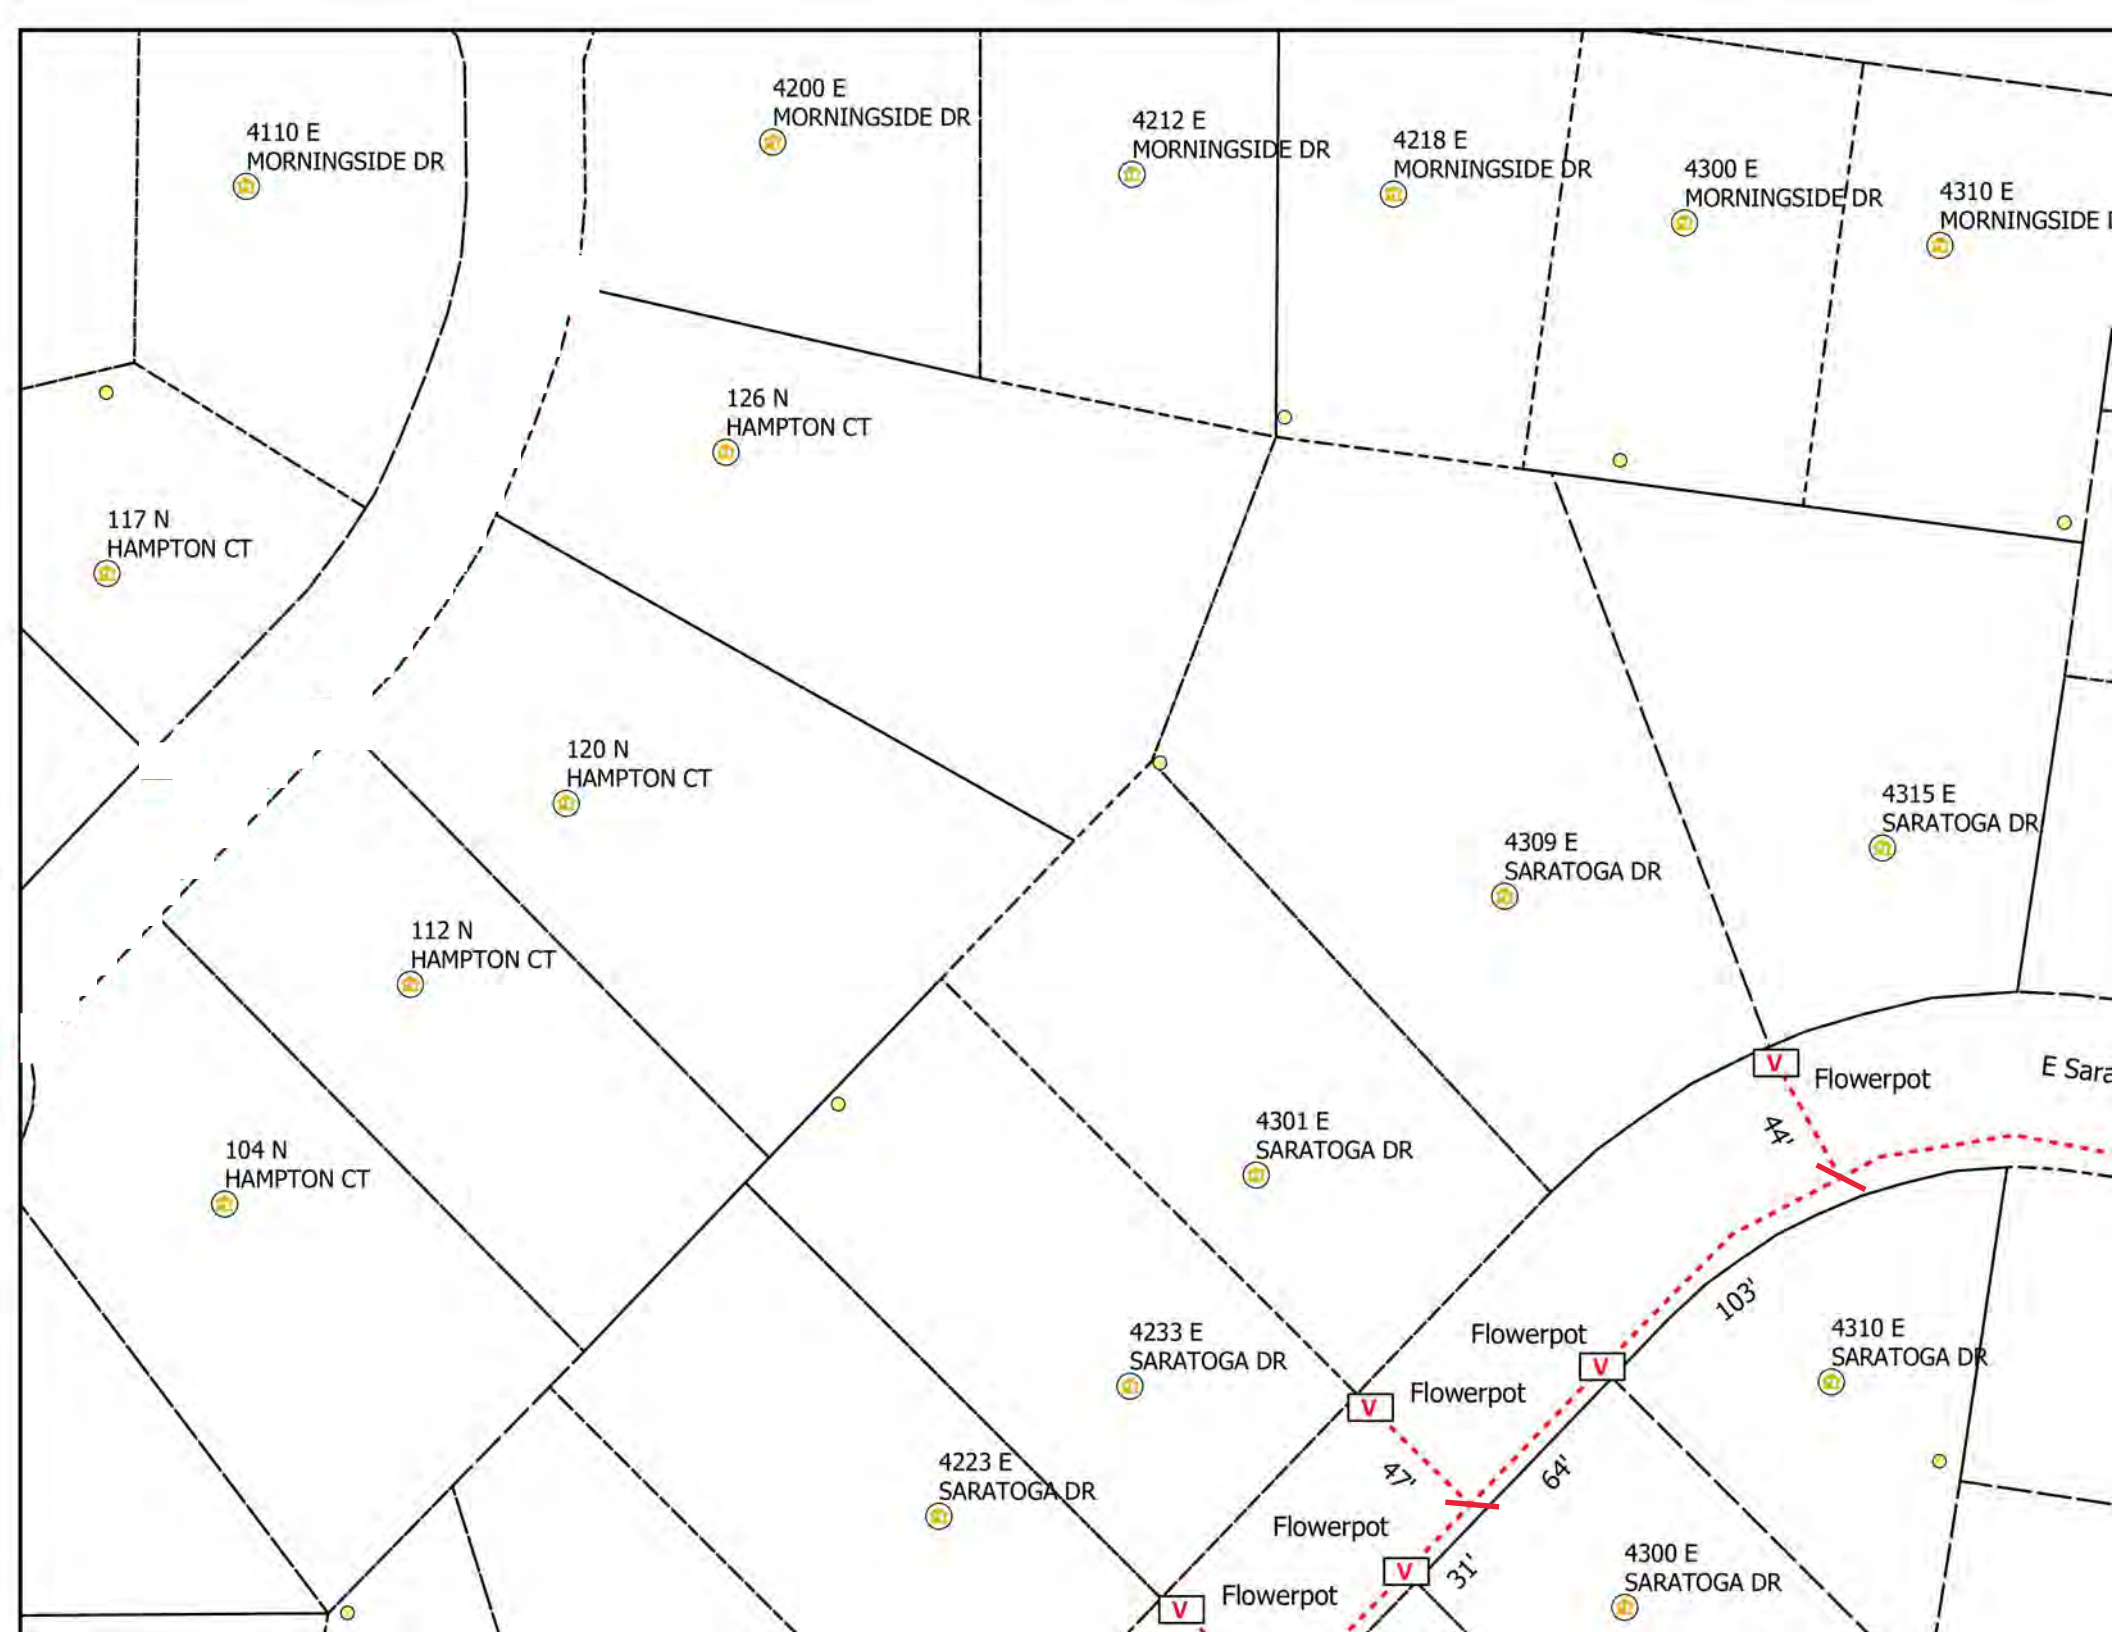 4200 E
MORNINGSIDE DR
4212 E
MORNINGSIDE DR
4110 E
MORNINGSIDE DR
4218 E
MORNINGSIDE DR
4300 E
MORNINGSIDE DR
4310 E
MORNINGSIDE
126 N
HAMPTON CT
117 N
HAMPTON CT
120 N
HAMPTON CT
4315 E
SARATOGA DR
4309 E
SARATOGA DR
112 N
HAMPTON CT
V
Flowerpot
E Sara
44'
4301 E
SARATOGA DR
104 N
HAMPTON CT
103'
4310 E
SARATOGA DR
Flowerpot
V
4233 E
SARATOGA DR
V
Flowerpot
47'
64'
4223 E
SARATOGA DR
Flowerpot
V
31'
4300 E
SARATOGA DR
V
Flowerpot